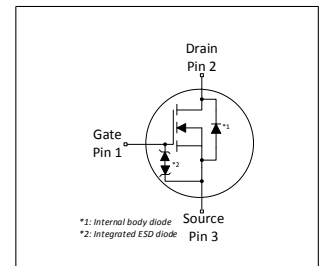 Drain
Pin 2
*1
Gate
Pin 1
*2
*1: Internal body diode
*2: Integrated ESD diode
Source
Pin 3